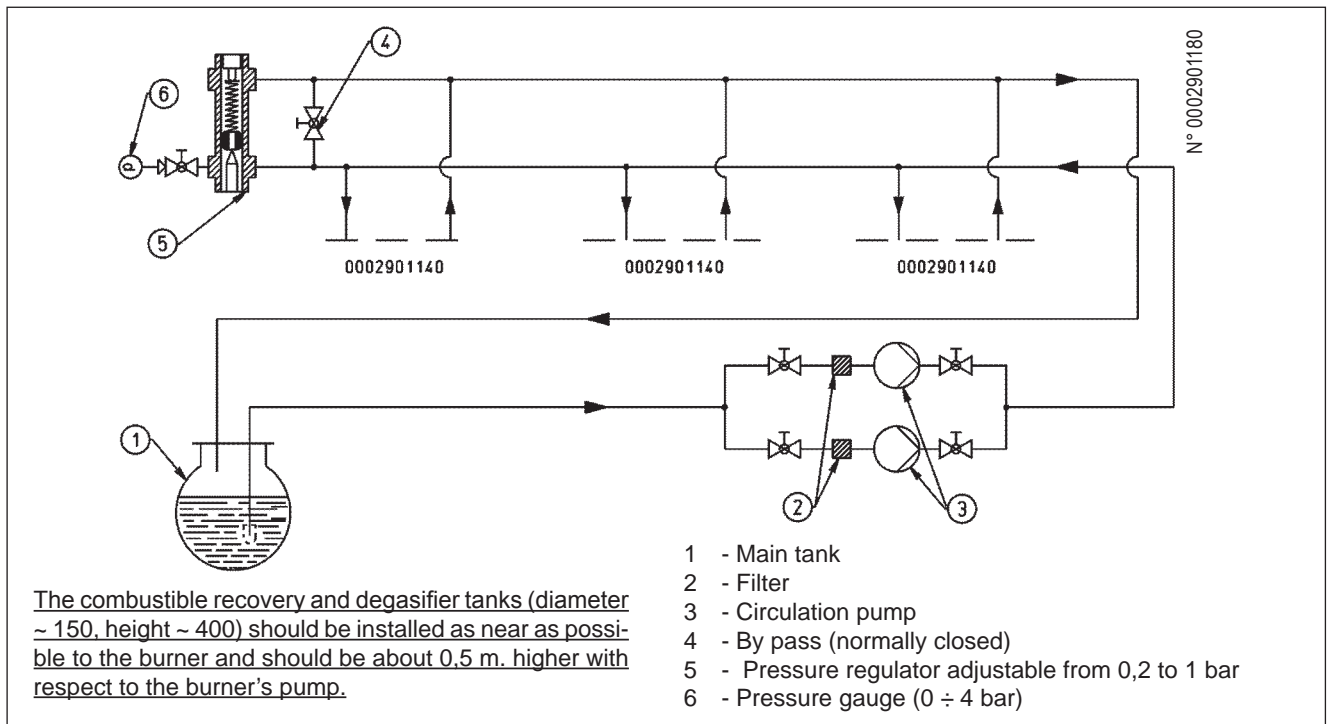 4
N° 0002901180
6
p
5
0002901140 0002901140 0002901140
1
2 3
The combustible recovery and degasifier tanks (diameter
~ 150, height ~ 400) should be installed as near as possi-
ble to the burner and should be about 0,5 m. higher with
respect to the burner’s pump.
1 - Main tank
2 - Filter
3 - Circulation pump
4 - By pass (normally closed)
5 - Pressure regulator adjustable from 0,2 to 1 bar
6 - Pressure gauge (0 ÷ 4 bar)